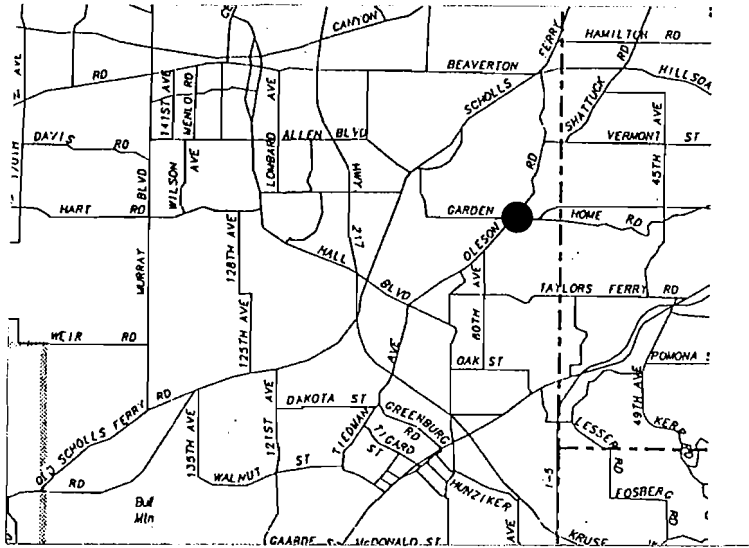 CANYON
FERRY
HAMILTON RD
RD
BEAVERTON
HILLSDA
170TH AVE
RD
141ST AVE
MENLO RD
AVE
SCHOLLS
SHATTUCK
DAVIS RD
ALLEN BLVD
VERMONT ST
LOMBARD
HWY
217
RD
45TH AVE
BLVD
WILSON AVE
HART RD
GARDEN HOME RD
OLESON
128TH AVE
HALL BLVD
MURRAY
AVE
80TH
TAYLORS FERRY RD
WEIR RD
125TH AVE
AVE
OAK ST
POMONA S
49TH AVE
OLD SCHOLLS FERRY RD
DAKOTA ST
GREENBURG RD
TIEDMAN
TIGARD ST
LESSER RD
KERR
RD
135TH AVE
121ST AVE
WALNUT ST
HUNZIKER
I-5
FOSBERG
RD
Bull
Mtn
RD
GAARDE S
McDONALD ST
AVE
KRUSE